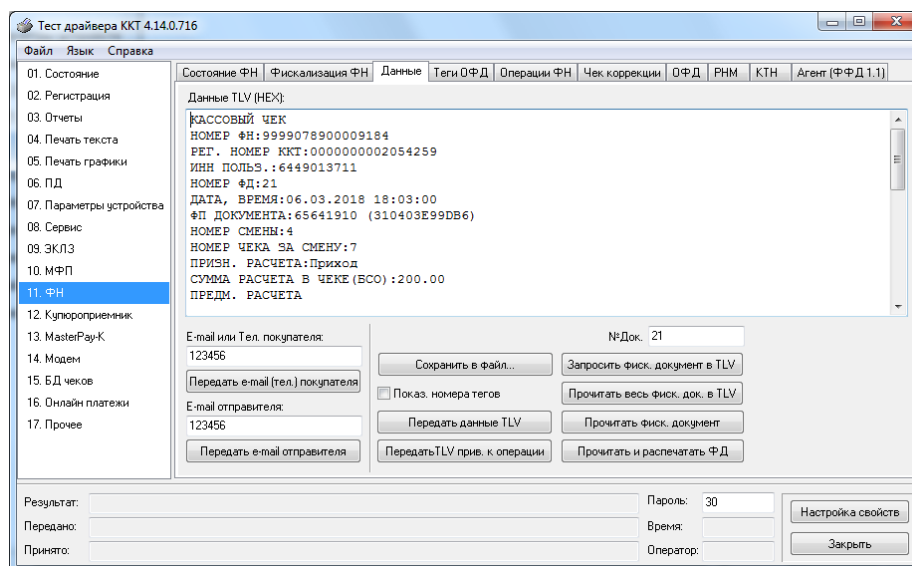 Тест драйвера ККТ 4.14.0.716
Файл Язык Справка
01. Состояние
02. Регистрация
03. Отчеты
04. Печать текста
05. Печать графики
06. ПД
07. Параметры устройства
08. Сервис
09. ЭКЛЗ
10. МФП
11. ФН
12. Купюроприемник
13. MasterPay-K
14. Модем
15. БД чеков
16. Онлайн платежи
17. Прочее
Состояние ФН Фискализация ФН Данные Теги ОФД Операции ФН Чек коррекции ОФД РНМ КТН Агент (ФФД 1.1)
Данные TLV (HEX):
КАССОВЫЙ ЧЕК
НОМЕР ФН:9999078900009184
РЕГ. НОМЕР ККТ:0000000002054259
ИНН ПОЛЬЗ.:6449013711
НОМЕР ФД:21
ДАТА, ВРЕМЯ:06.03.2018 18:03:00
ФП ДОКУМЕНТА:65641910 (310403E99DB6)
НОМЕР СМЕНЫ:4
НОМЕР ЧЕКА ЗА СМЕНУ:7
ПРИЗН. РАСЧЕТА:Приход
СУММА РАСЧЕТА В ЧЕКЕ(БСО):200.00
ПРЕДМ. РАСЧЕТА
E-mail или Тел. покупателя:
123456
Передать e-mail (тел.) покупателя
E-mail отправителя:
123456
Передать e-mail отправителя
№Док. 21
Сохранить в файл... Запросить фиск. документ в TLV
Показ. номера тегов Прочитать весь фиск. док. в TLV
Передать данные TLV Прочитать фиск. документ
ПередатьTLV прив. к операции Прочитать и распечатать ФД
Результат: Пароль: 30 Настройка свойств
Передано: Время:
Принято: Оператор: Закрыть